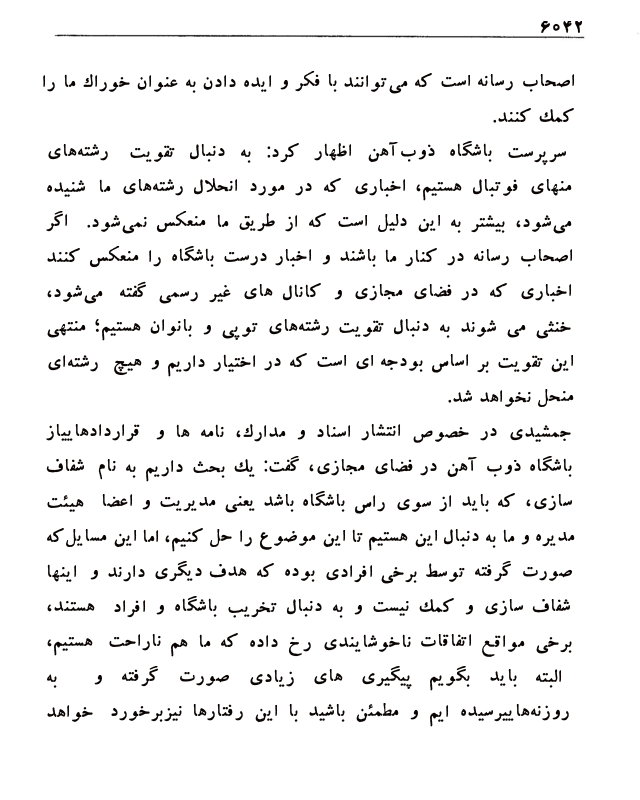 ۶۰۴۲
اصحاب رسانه است که می‌توانند با فکر و ایده دادن به عنوان خوراك ما را
كمك کنند.
سرپرست باشگاه ذوب‌آهن اظهار کرد: به دنبال تقویت رشته‌های
منهای فوتبال هستیم، اخباری که در مورد انحلال رشته‌های ما شنیده
می‌شود، بیشتر به این دلیل است که از طریق ما منعکس نمی‌شود. اگر
اصحاب رسانه در کنار ما باشند و اخبار درست باشگاه را منعکس کنند
اخباری که در فضای مجازی و کانال های غیر رسمی گفته می‌شود،
خنثی می شوند به دنبال تقویت رشته‌های توپی و بانوان هستیم؛ منتهی
این تقویت بر اساس بودجه ای است که در اختیار داریم و هیچ رشته‌ای
منحل نخواهد شد.
جمشیدی در خصوص انتشار اسناد و مدارك، نامه ها و قراردادهاییاز
باشگاه ذوب آهن در فضای مجازی، گفت: يك بحث داریم به نام شفاف
سازی، که باید از سوی راس باشگاه باشد یعنی مدیریت و اعضا هیئت
مدیره و ما به دنبال این هستیم تا این موضوع را حل کنیم، اما این مسایل که
صورت گرفته توسط برخی افرادی بوده که هدف دیگری دارند و اینها
شفاف سازی و كمك نیست و به دنبال تخریب باشگاه و افراد هستند،
برخی مواقع اتفاقات ناخوشایندی رخ داده که ما هم ناراحت هستیم،
البته باید بگویم پیگیری های زیادی صورت گرفته و به
روزنه‌هاییرسیده ایم و مطمئن باشید با این رفتارها نیزبرخورد خواهد